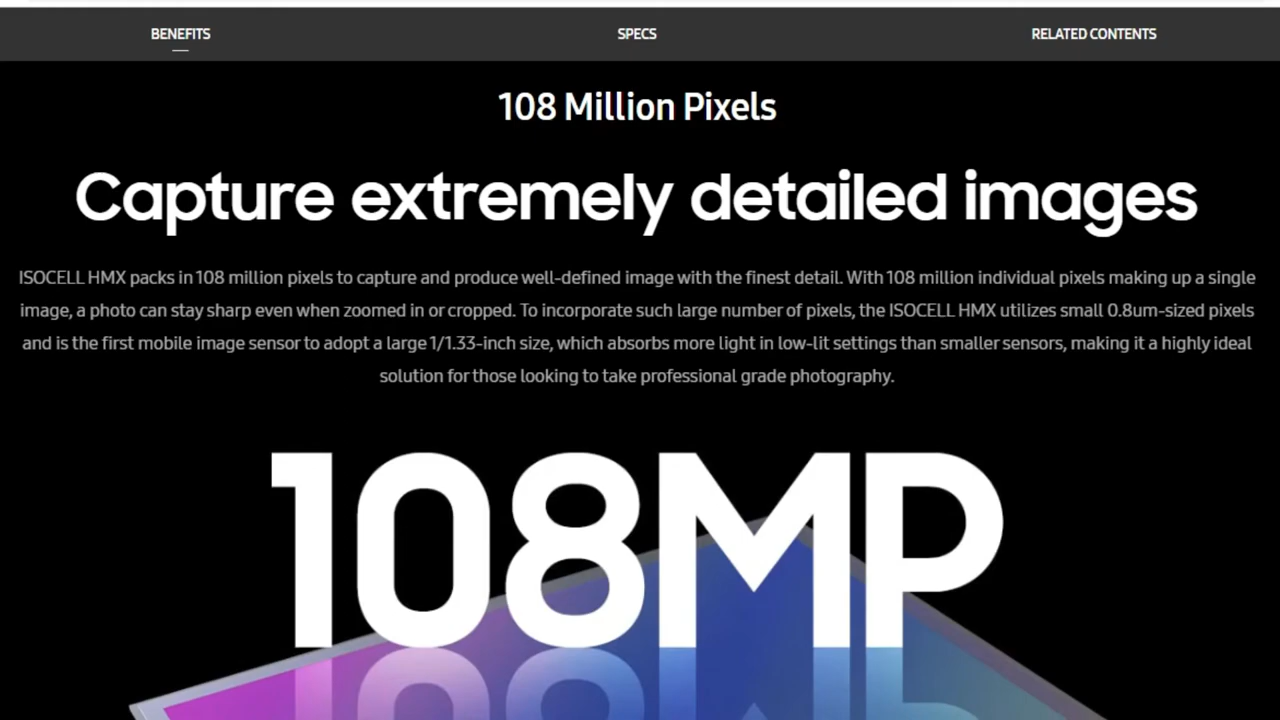 BENEFITS
SPECS
RELATED CONTENTS
108 Million Pixels
Capture extremely detailed images
ISOCELL HMX packs in 108 million pixels to capture and produce well-defined image with the finest detail. With 108 million individual pixels making up a single
image, a photo can stay sharp even when zoomed in or cropped. To incorporate such large number of pixels, the ISOCELL HMX utilizes small 0.8um-sized pixels
and is the first mobile image sensor to adopt a large 1/1.33-inch size, which absorbs more light in low-lit settings than smaller sensors, making it a highly ideal
solution for those looking to take professional grade photography.
108MP